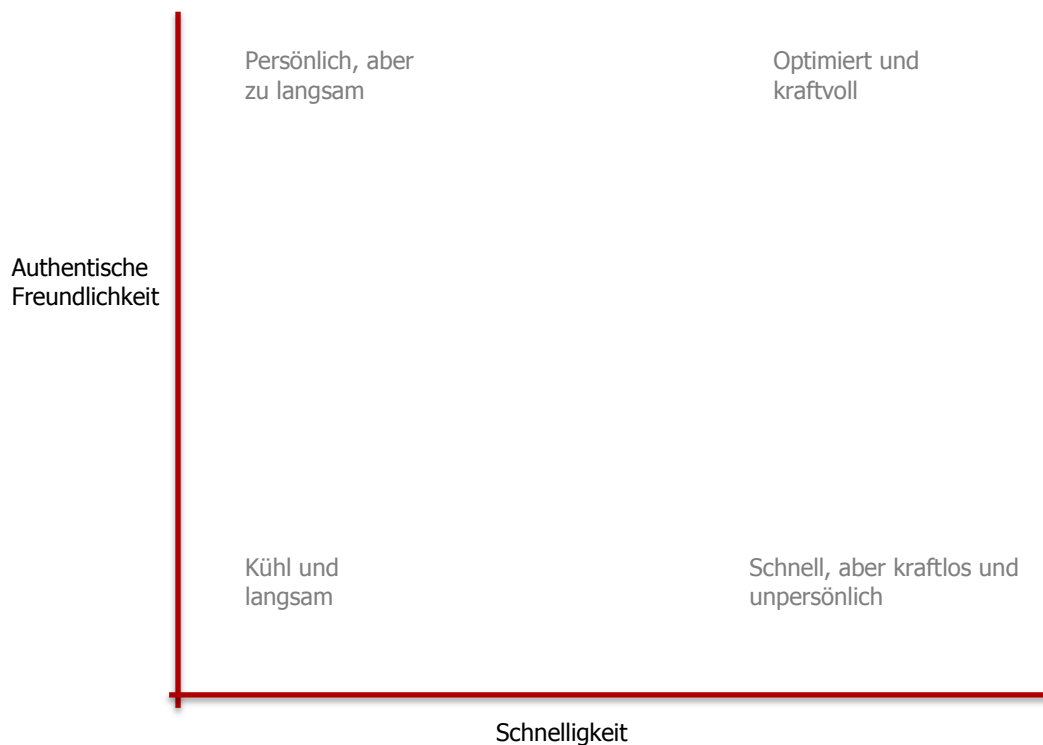 Persönlich, aber
zu langsam
Optimiert und
kraftvoll
Authentische
Freundlichkeit
Kühl und
langsam
Schnell, aber kraftlos und
unpersönlich
Schnelligkeit